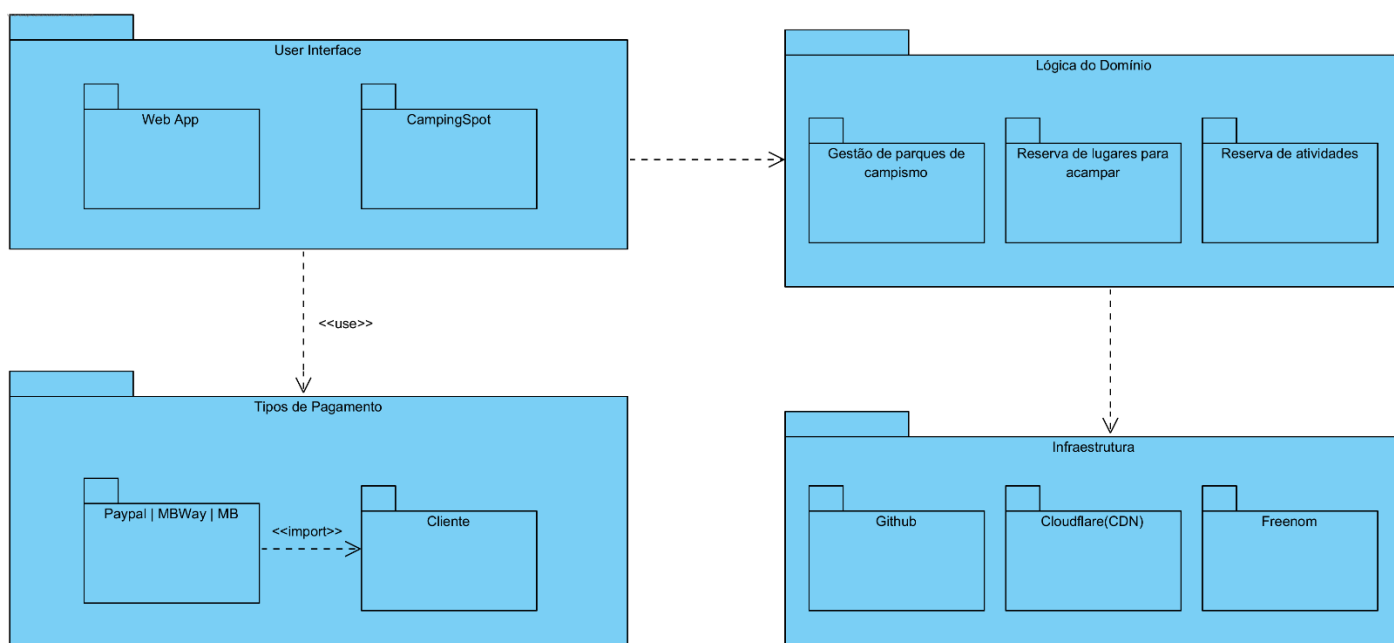 User Interface
Web App
CampingSpot
Lógica do Domínio
Gestão de parques de
campismo
Reserva de lugares para
acampar
Reserva de atividades
<<use>>
Tipos de Pagamento
Paypal | MBWay | MB
<<import>>
Cliente
Infraestrutura
Github
Cloudflare(CDN)
Freenom